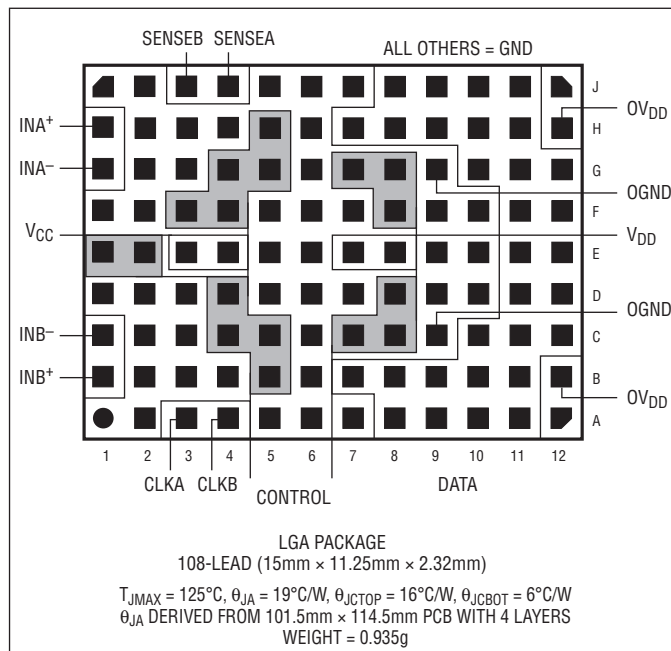 SENSEB SENSEA
ALL OTHERS = GND
J
INA+
OVDD
H
INA–
G
OGND
F
VCC
VDD
E
D
OGND
INB–
C
INB+
B
OVDD
A
1 2 3 4 5 6 7 8 9 10 11 12
CLKA CLKB
CONTROL
DATA
LGA PACKAGE
108-LEAD (15mm × 11.25mm × 2.32mm)
TJMAX = 125°C, θJA = 19°C/W, θJCTOP = 16°C/W, θJCBOT = 6°C/W
θJA DERIVED FROM 101.5mm × 114.5mm PCB WITH 4 LAYERS
WEIGHT = 0.935g